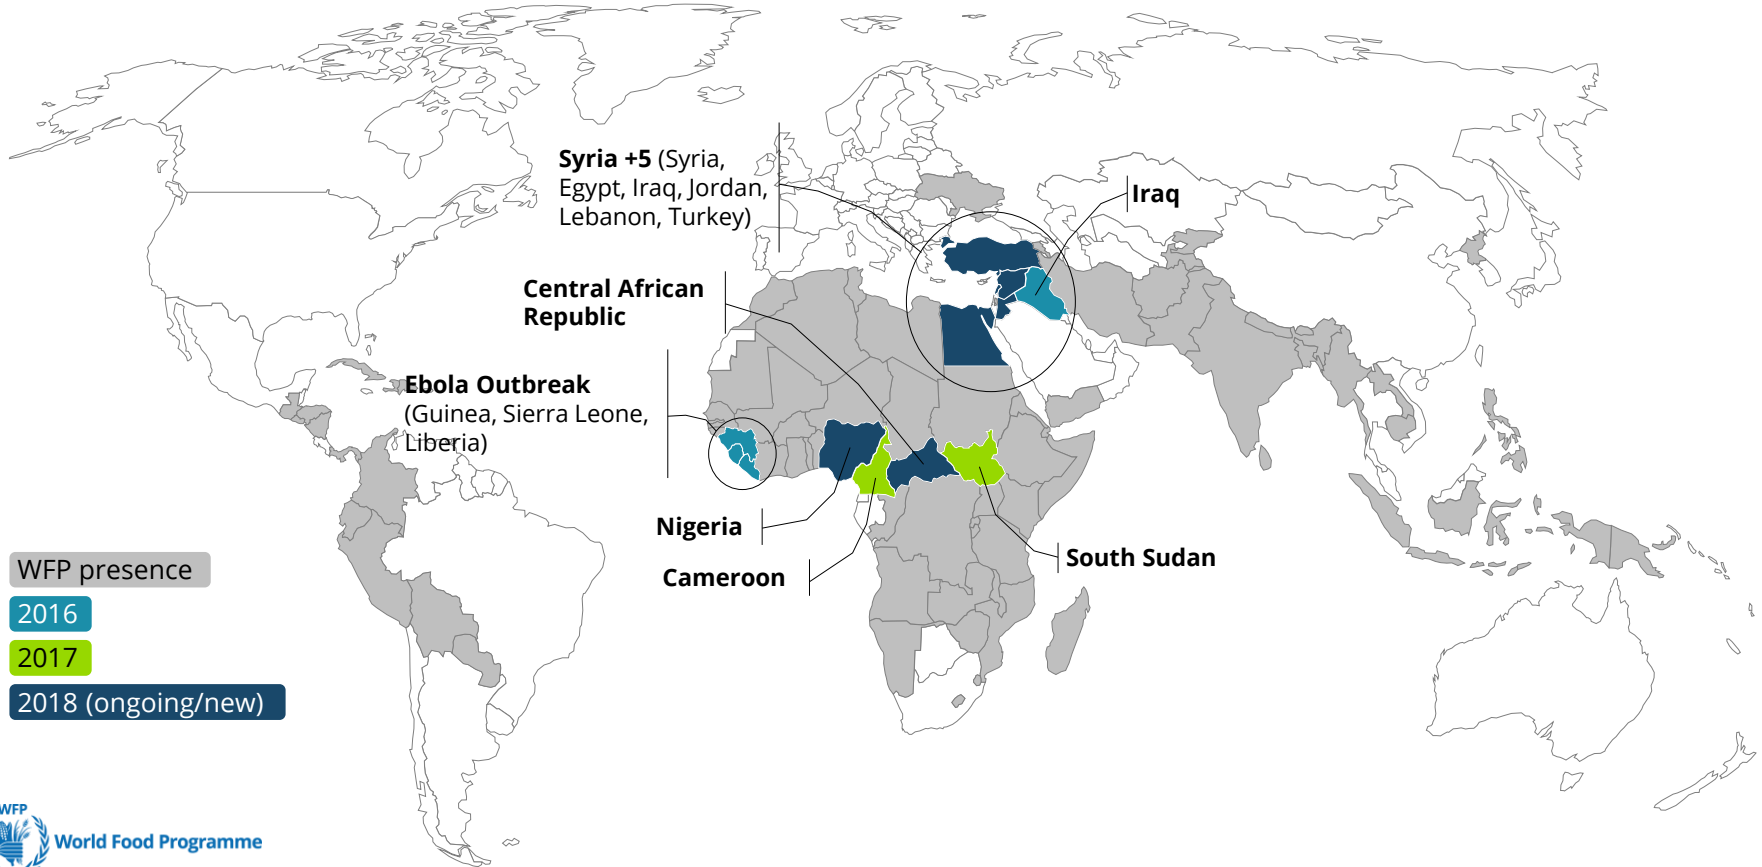 Syria +5 (Syria,
Egypt, Iraq, Jordan,
Lebanon, Turkey)
Iraq
Central African
Republic
Ebola Outbreak
(Guinea, Sierra Leone,
Liberia)
Nigeria
Cameroon
South Sudan
WFP presence
2016
2017
2018 (ongoing/new)
WFP
World Food Programme